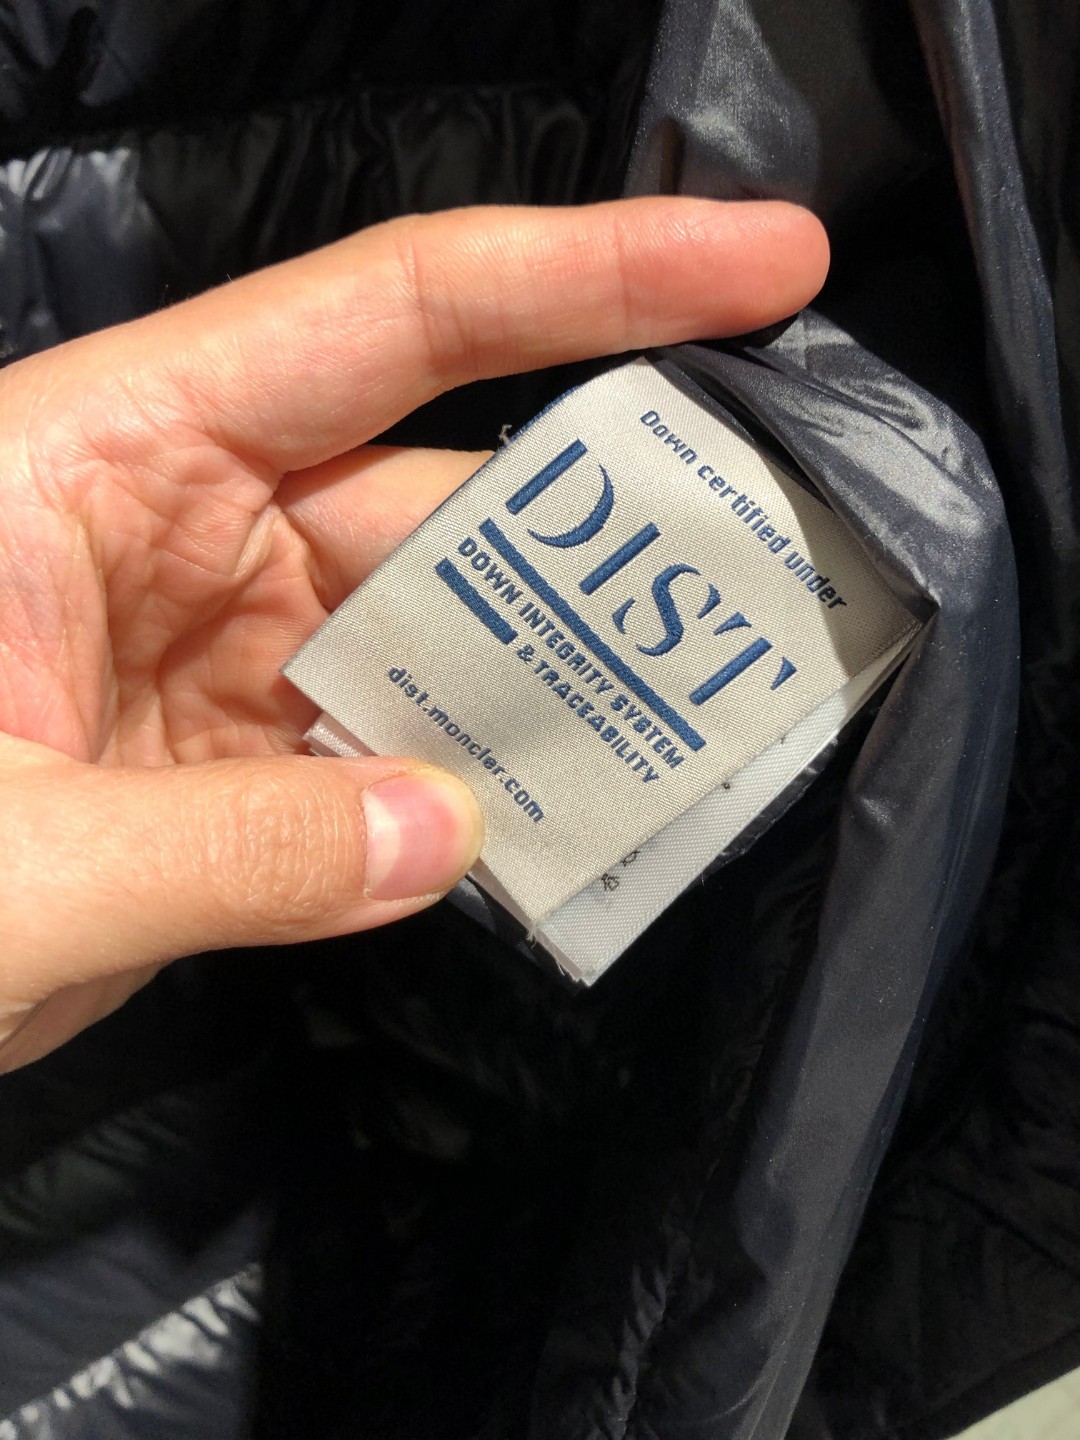 Down certified under
DIST
DOWN INTEGRITY SYSTEM
& TRACEABILITY
dist.moncler.com